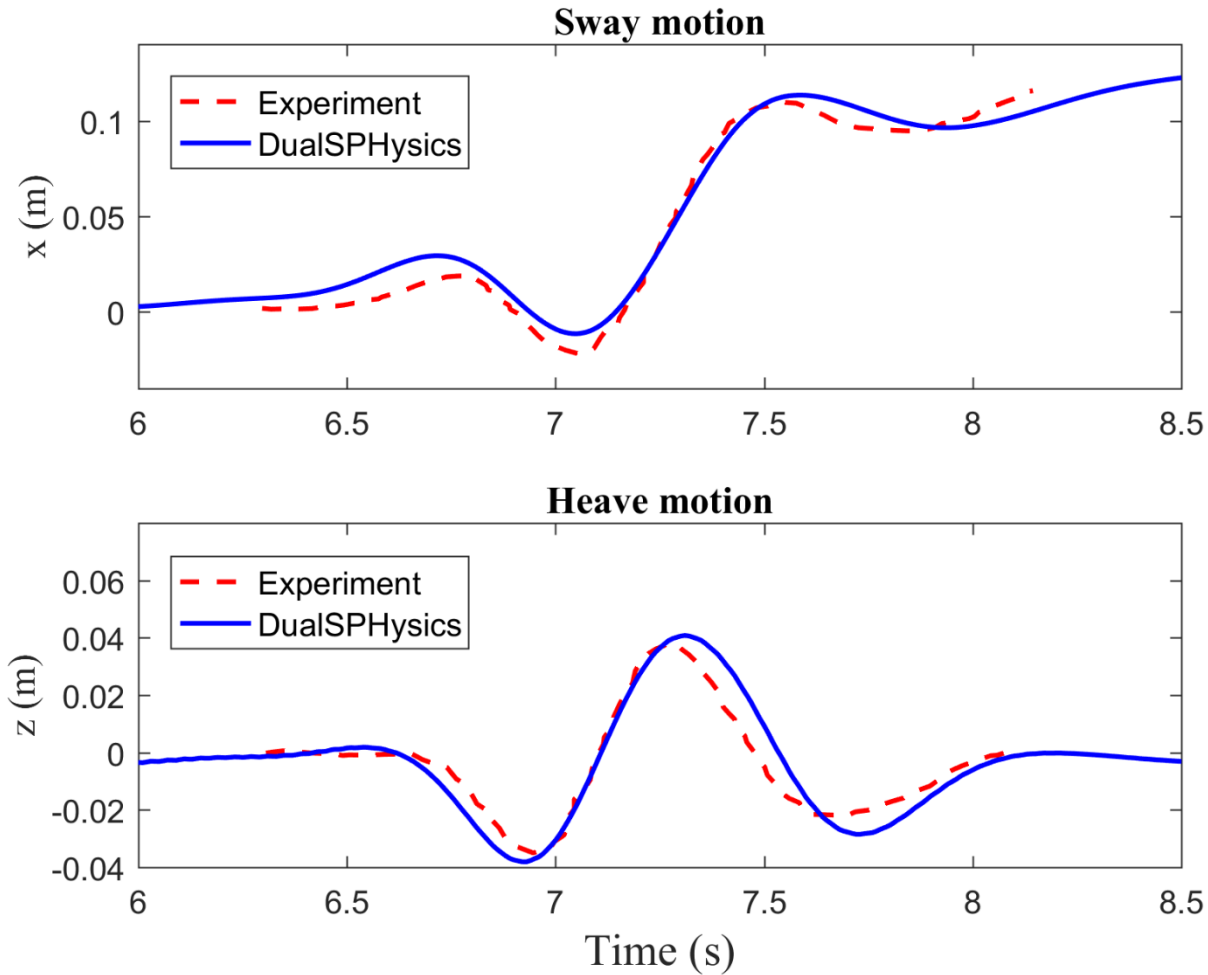 Sway motion
Experiment
DualSPHysics
x (m)
0.1
0.05
0
6
6.5
7
7.5
8
8.5
Heave motion
Experiment
DualSPHysics
z (m)
0.06
0.04
0.02
0
-0.02
-0.04
6
6.5
7
7.5
8
8.5
Time (s)